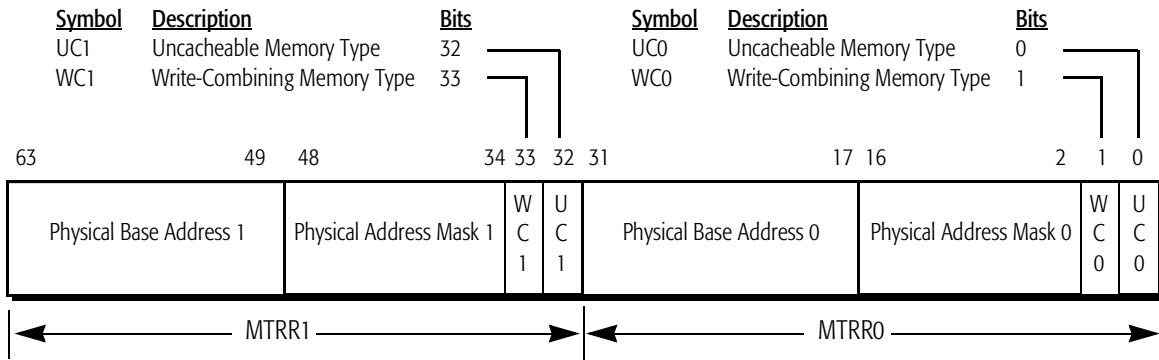 Symbol Description Bits
UC1 Uncacheable Memory Type 32
WC1 Write-Combining Memory Type 33
Symbol Description Bits
UC0 Uncacheable Memory Type 0
WC0 Write-Combining Memory Type 1
63 49 48 34 33 32 31 17 16 2 1 0
Physical Base Address 1
Physical Address Mask 1
W
C
1
U
C
1
Physical Base Address 0
Physical Address Mask 0
W
C
0
U
C
0
MTRR1
MTRR0